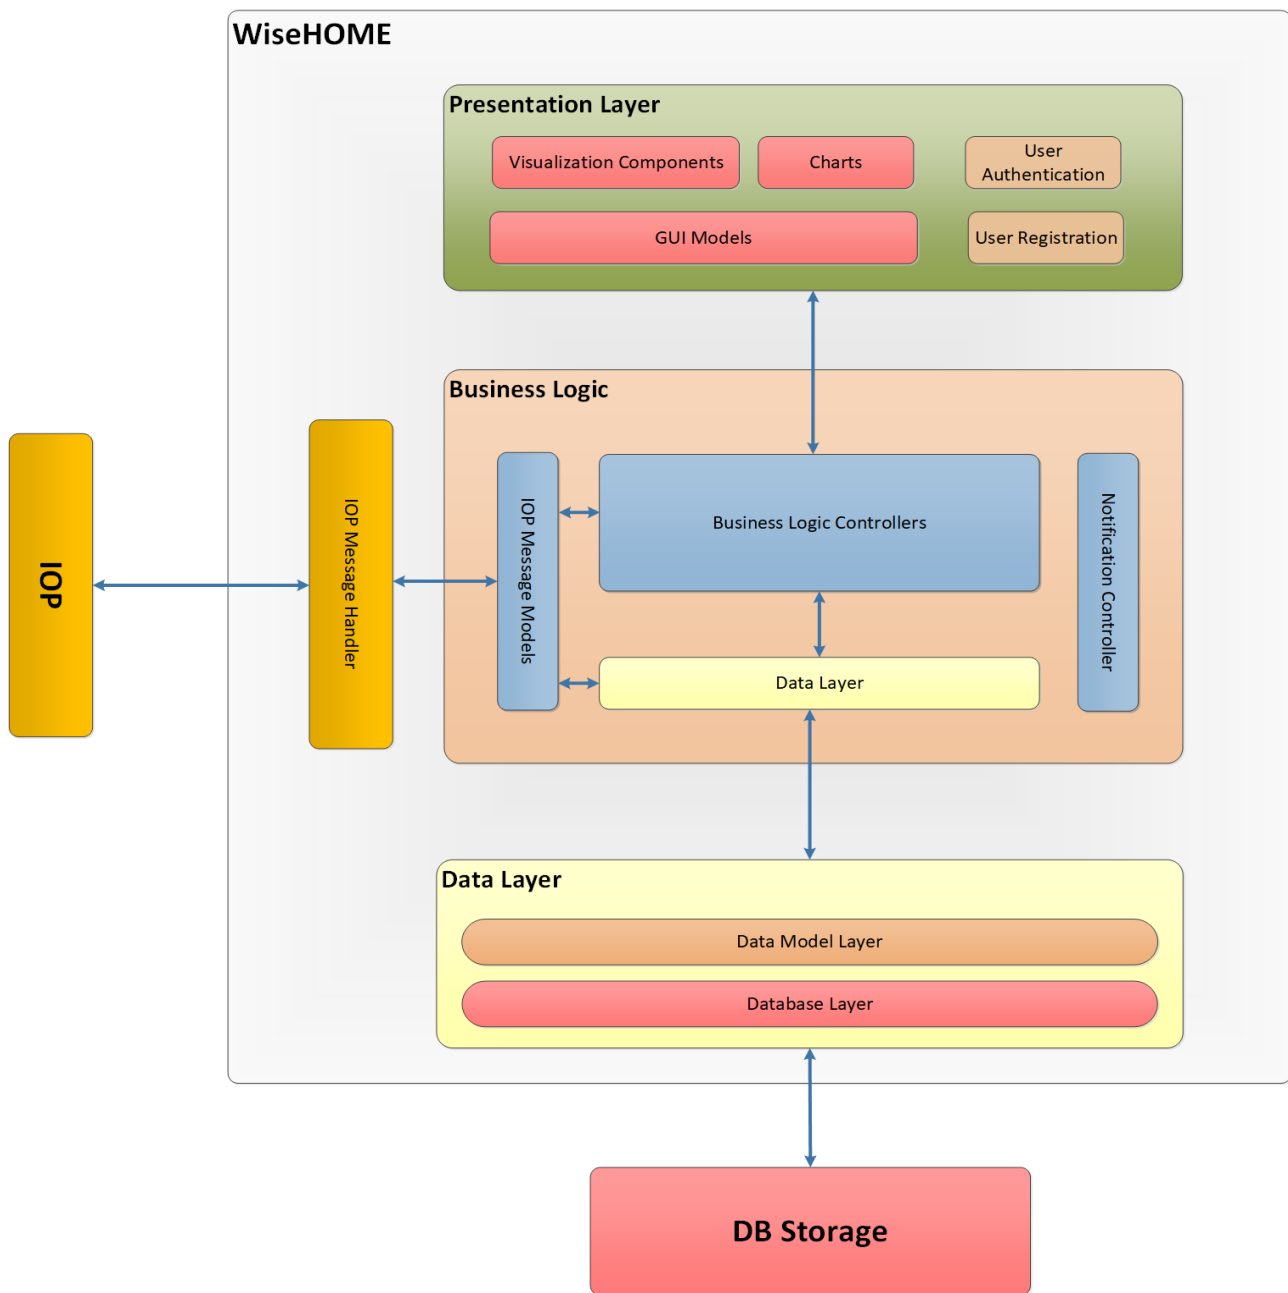 WiseHOME
Presentation Layer
Visualization Components
Charts
User
Authentication
GUI Models
User Registration
Business Logic
IOP
IOP Message Handler
IOP Message Models
Business Logic Controllers
Notification Controller
Data Layer
Data Layer
Data Model Layer
Database Layer
DB Storage